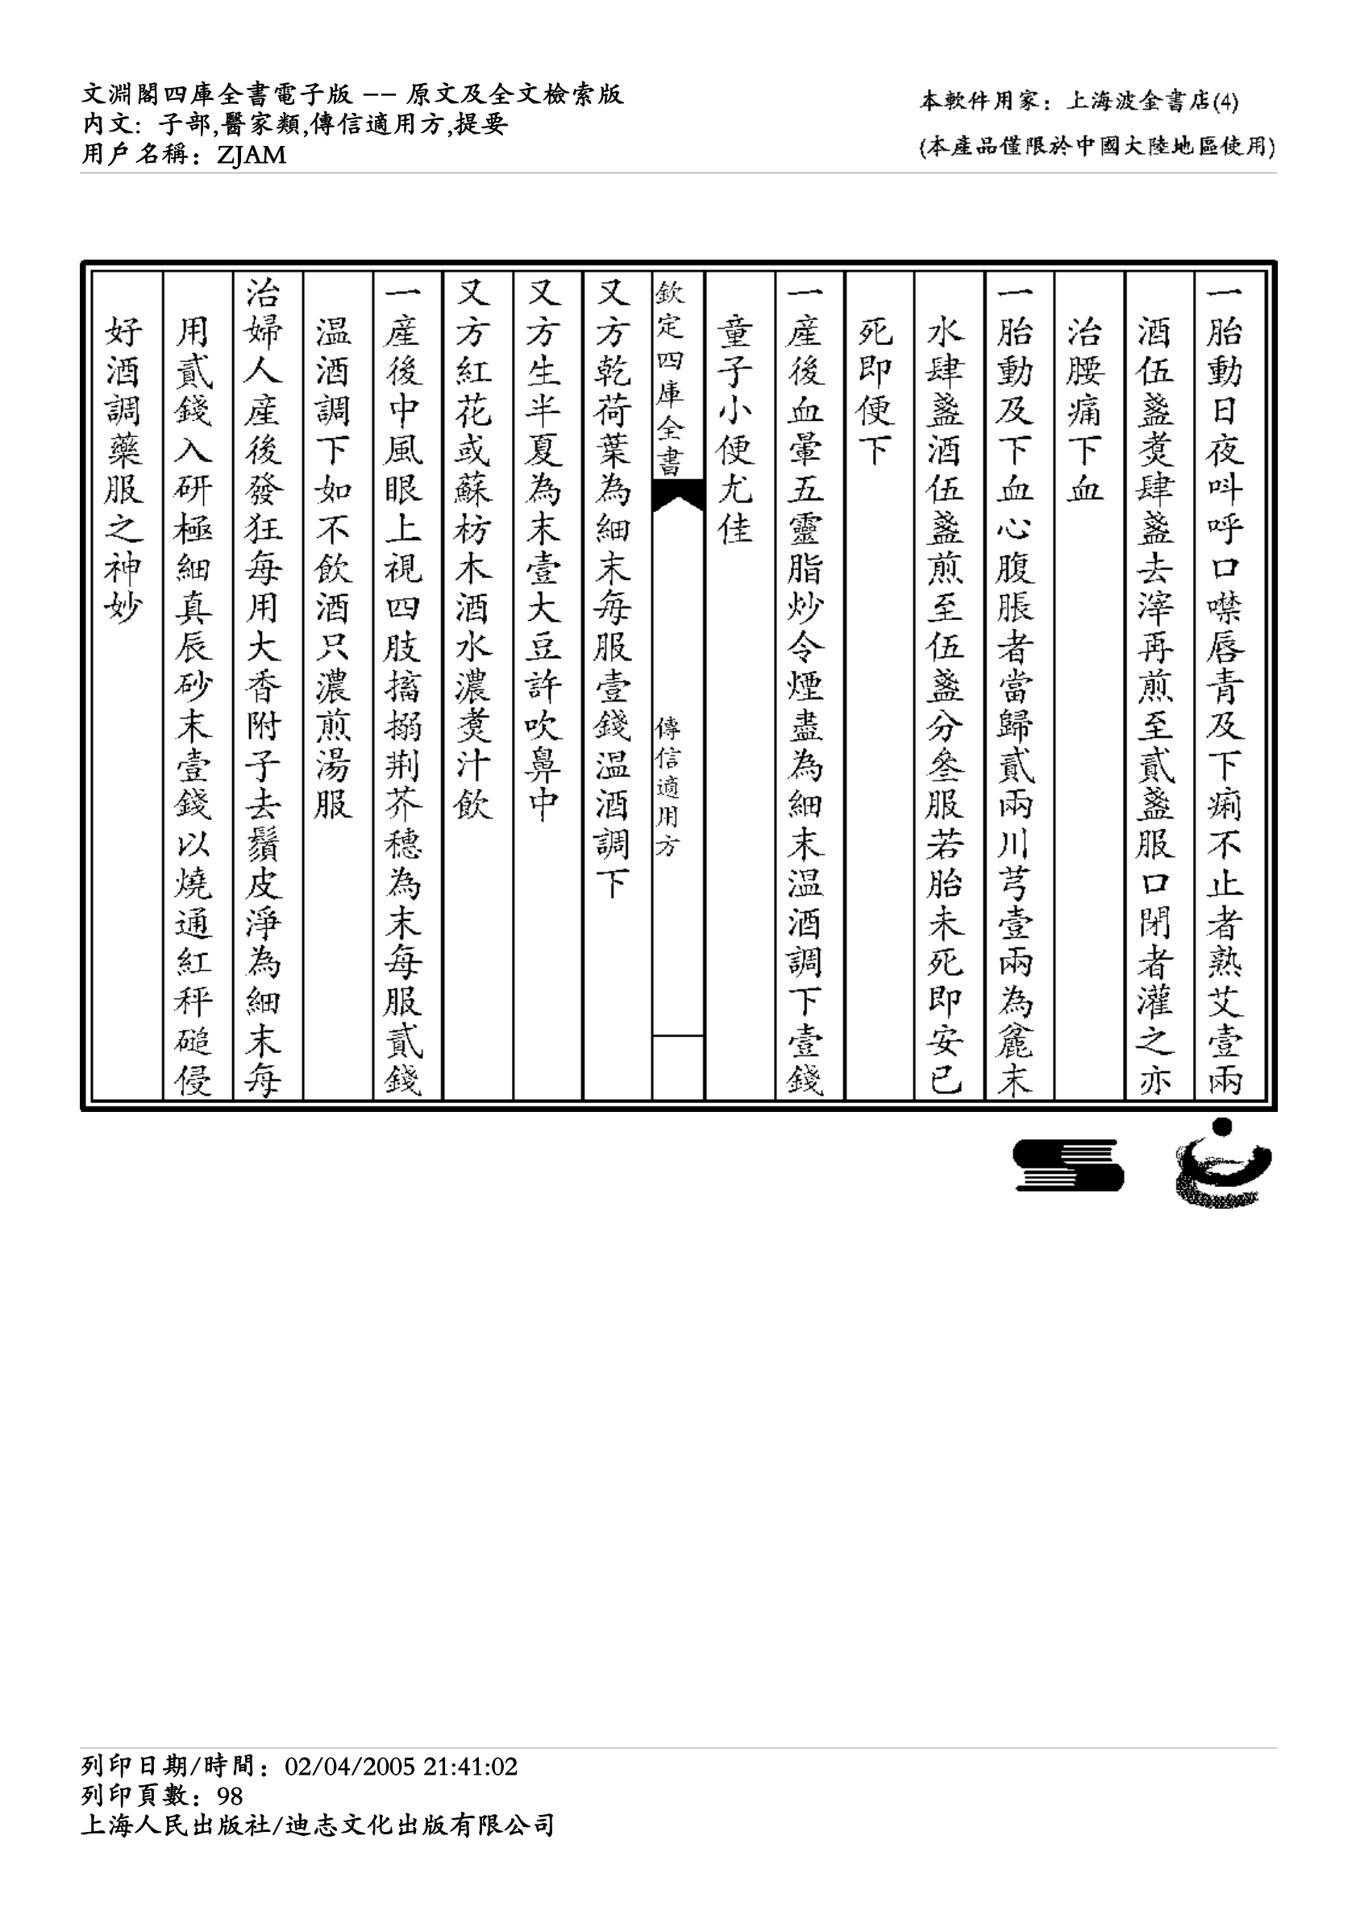 文淵閣四庫全書電子版 -- 原文及全文檢索版
內文: 子部,醫家類,傳信適用方,提要
用戶名稱: ZJAM
本軟件用家: 上海波金書店(4)
(本產品僅限於中國大陸地區使用)
一胎動日夜呌呼口噤唇青及下痢不止者熟艾壹兩
酒伍盞煑肆盞去滓再煎至貳盞服口閉者灌之亦
治腰痛下血
一胎動及下血心腹脹者當歸貳兩川芎壹兩為麄末
水肆盞酒伍盞煎至伍盞分叄服若胎未死即安已
死即便下
一產後血暈五靈脂炒令煙盡為細末温酒調下壹錢
童子小便尤佳
欽定四庫全書
傳信適用方
又方乾荷葉為細末每服壹錢温酒調下
又方生半夏為末壹大豆許吹鼻中
又方紅花或蘇枋木酒水濃煑汁飲
一產後中風眼上視四肢搐搦荆芥穗為末每服貳錢
温酒調下如不飲酒只濃煎湯服
治婦人產後發狂每用大香附子去鬚皮淨為細末每
用貳錢入研極細真辰砂末壹錢以燒通紅秤磓侵
好酒調藥服之神妙
列印日期/時間: 02/04/2005 21:41:02
列印頁數: 98
上海人民出版社/迪志文化出版有限公司